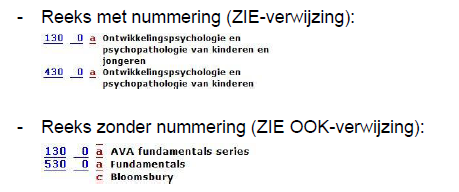 - Reeks met nummering (ZIE-verwijzing):
130 0 a Ontwikkelingspsychologie en
psychopathologie van kinderen en
jongeren
430 0 a Ontwikkelingspsychologie en
psychopathologie van kinderen
- Reeks zonder nummering (ZIE OOK-verwijzing):
130 0 a AVA fundamentals series
530 0 a Fundamentals
c Bloomsbury